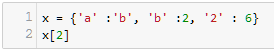 1 x = {'a' :'b', 'b' :2, '2' : 6}
2 x[2]